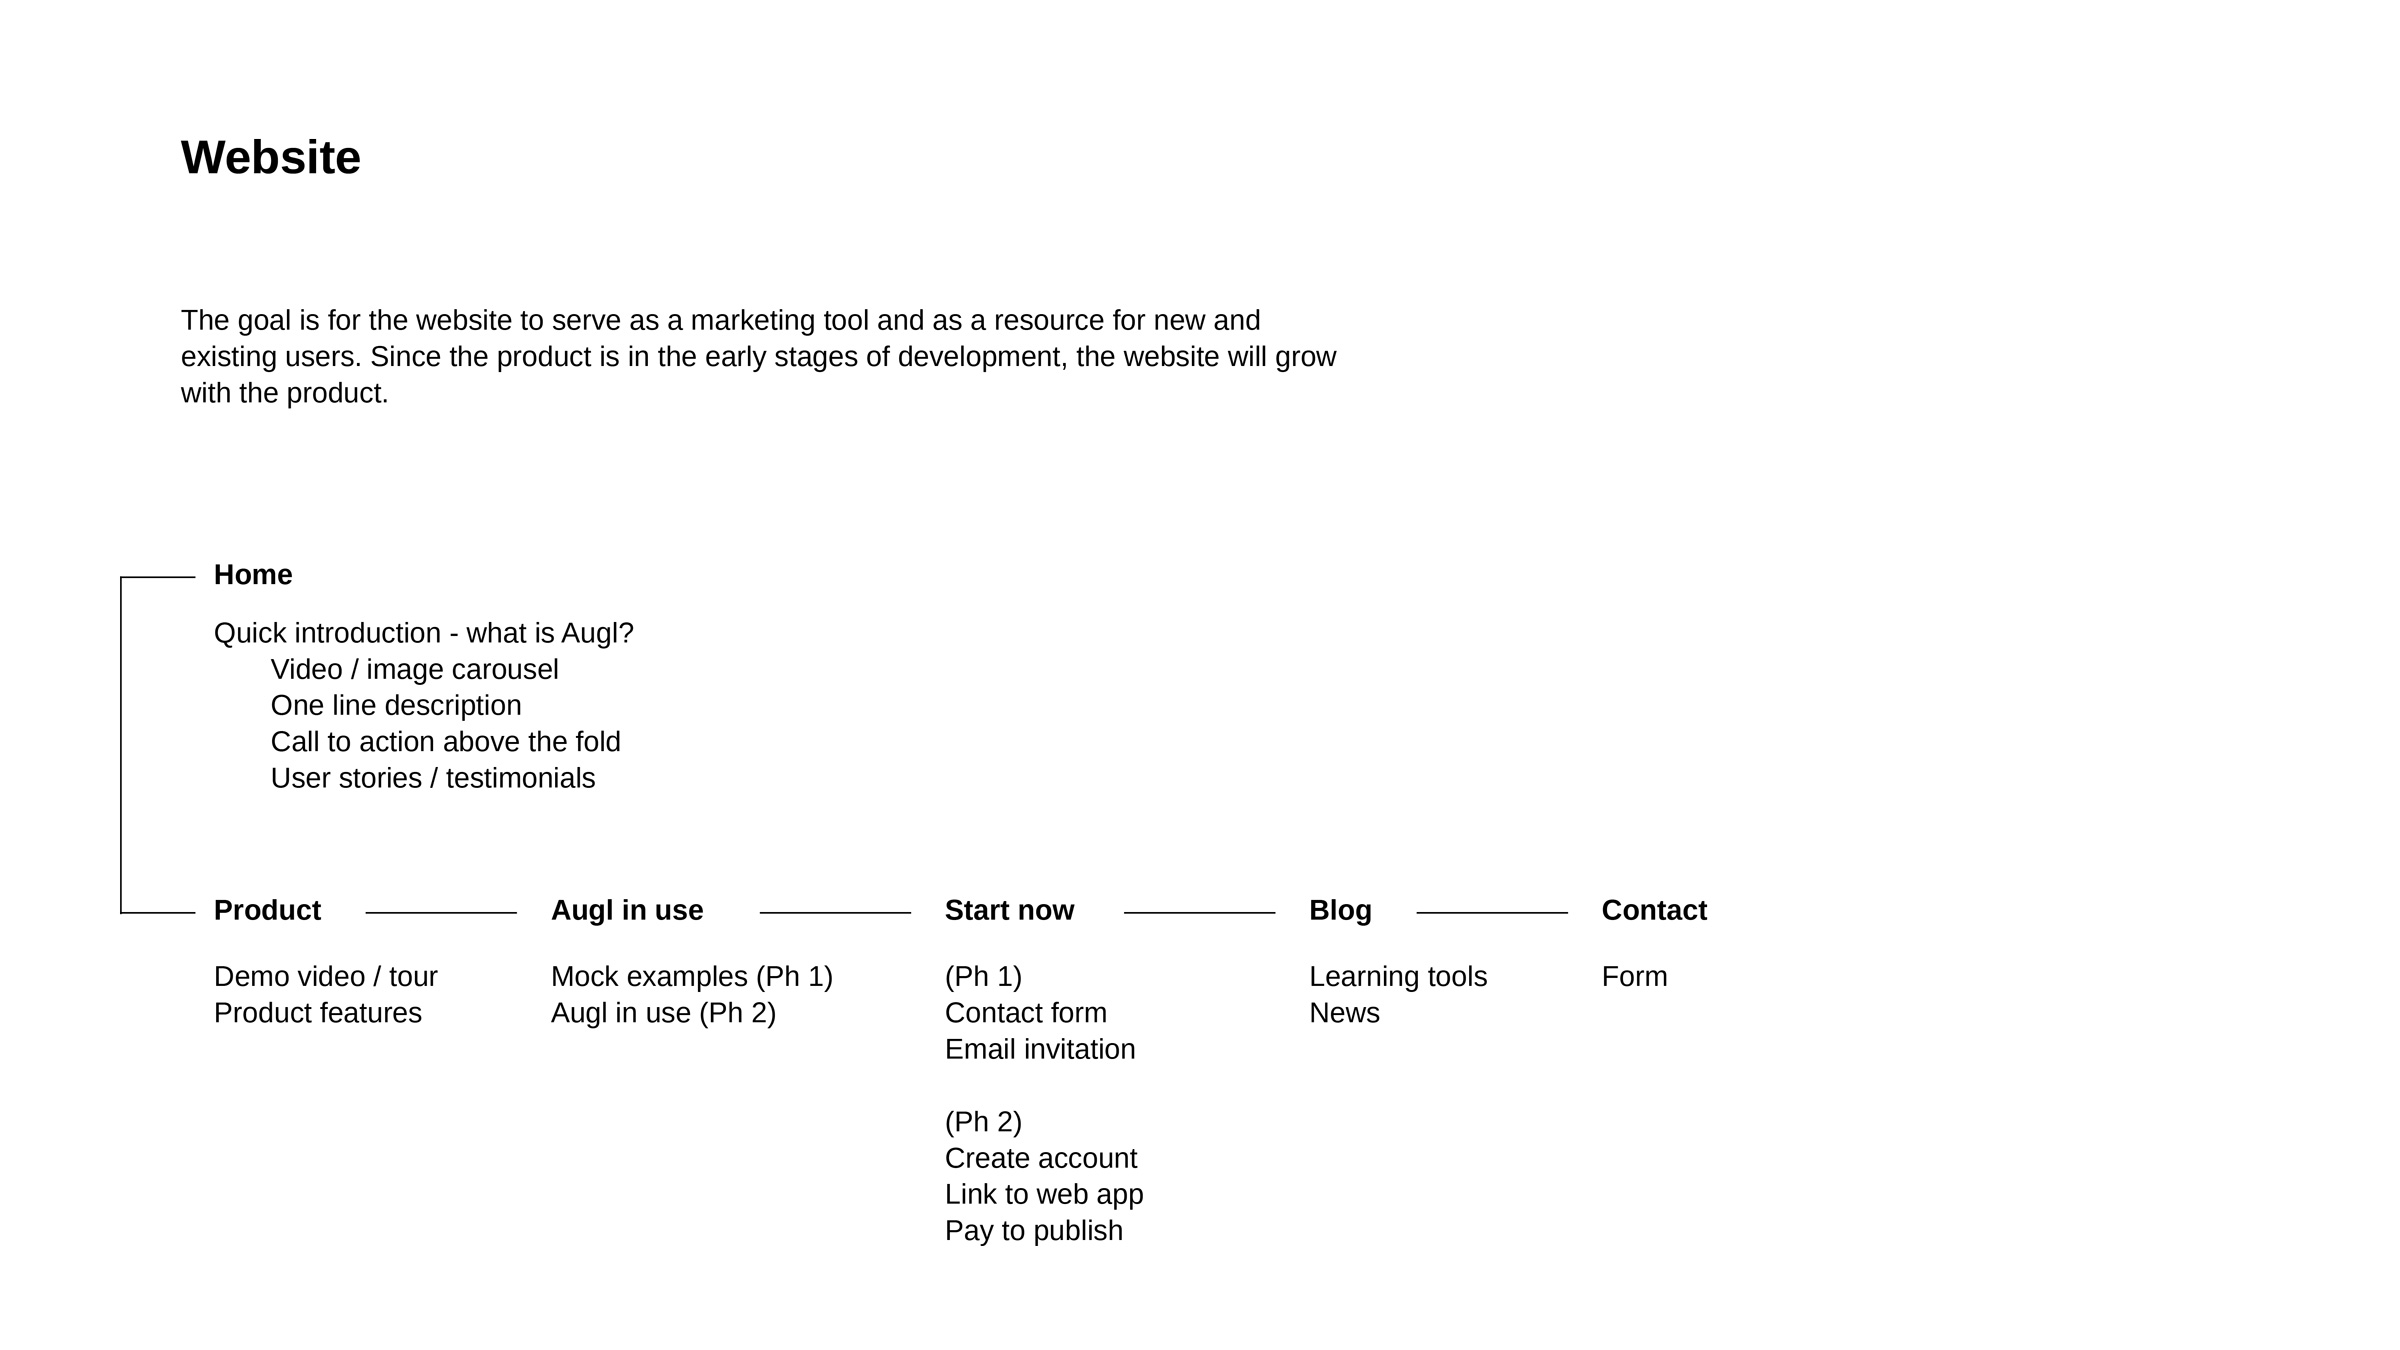 Website
The goal is for the website to serve as a marketing tool and as a resource for new and
existing users. Since the product is in the early stages of development, the website will grow
with the product.
Home
Quick introduction - what is Augl?
Video / image carousel
One line description
Call to action above the fold
User stories / testimonials
Product
Demo video / tour
Product features
Augl in use
Mock examples (Ph 1)
Augl in use (Ph 2)
Start now
(Ph 1)
Contact form
Email invitation
(Ph 2)
Create account
Link to web app
Pay to publish
Blog
Learning tools
News
Contact
Form